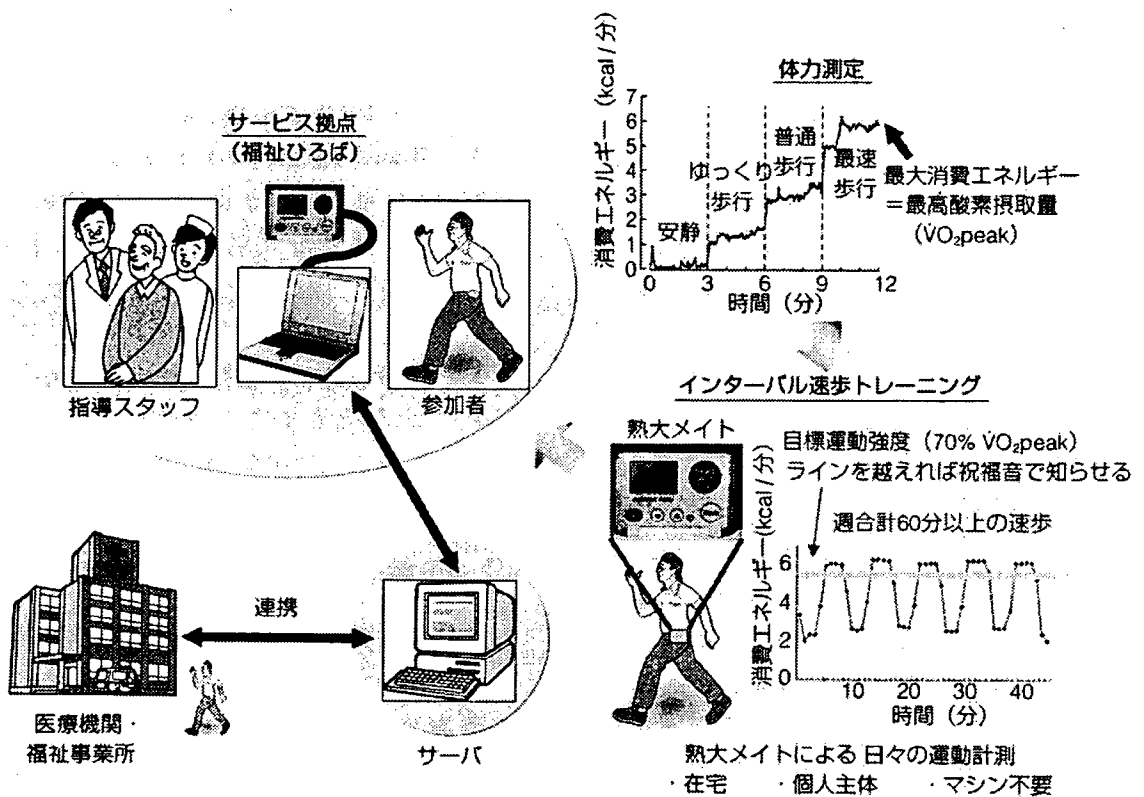 サービス拠点
(福祉ひろば)
指導スタッフ
参加者
体力測定
消費エネルギー (kcal / 分)
7
6
5
4
3
2
1
0
安静
ゆっくり
歩行
普通
歩行
最速
歩行
0 3 6 9 12
時間 (分)
最大消費エネルギー
=最高酸素摂取量
(V̇O₂peak)
インターバル速歩トレーニング
熟大メイト
目標運動強度 (70% V̇O₂peak)
ラインを越えれば祝福音で知らせる
週合計60分以上の速歩
消費エネルギー(kcal / 分)
6
4
2
0
10 20 30 40
時間 (分)
熟大メイトによる 日々の運動計測
・在宅 ・個人主体 ・マシン不要
連携
医療機関・
福祉事業所
サーバ